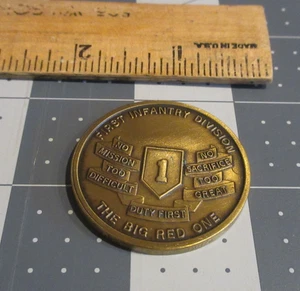 MADE IN U.S.A.
2
1
FIRST INFANTRY DIVISION
NO
MISSION
TOO
DIFFICULT
NO
SACRIFICE
TOO
GREAT
1
DUTY FIRST
THE BIG RED ONE